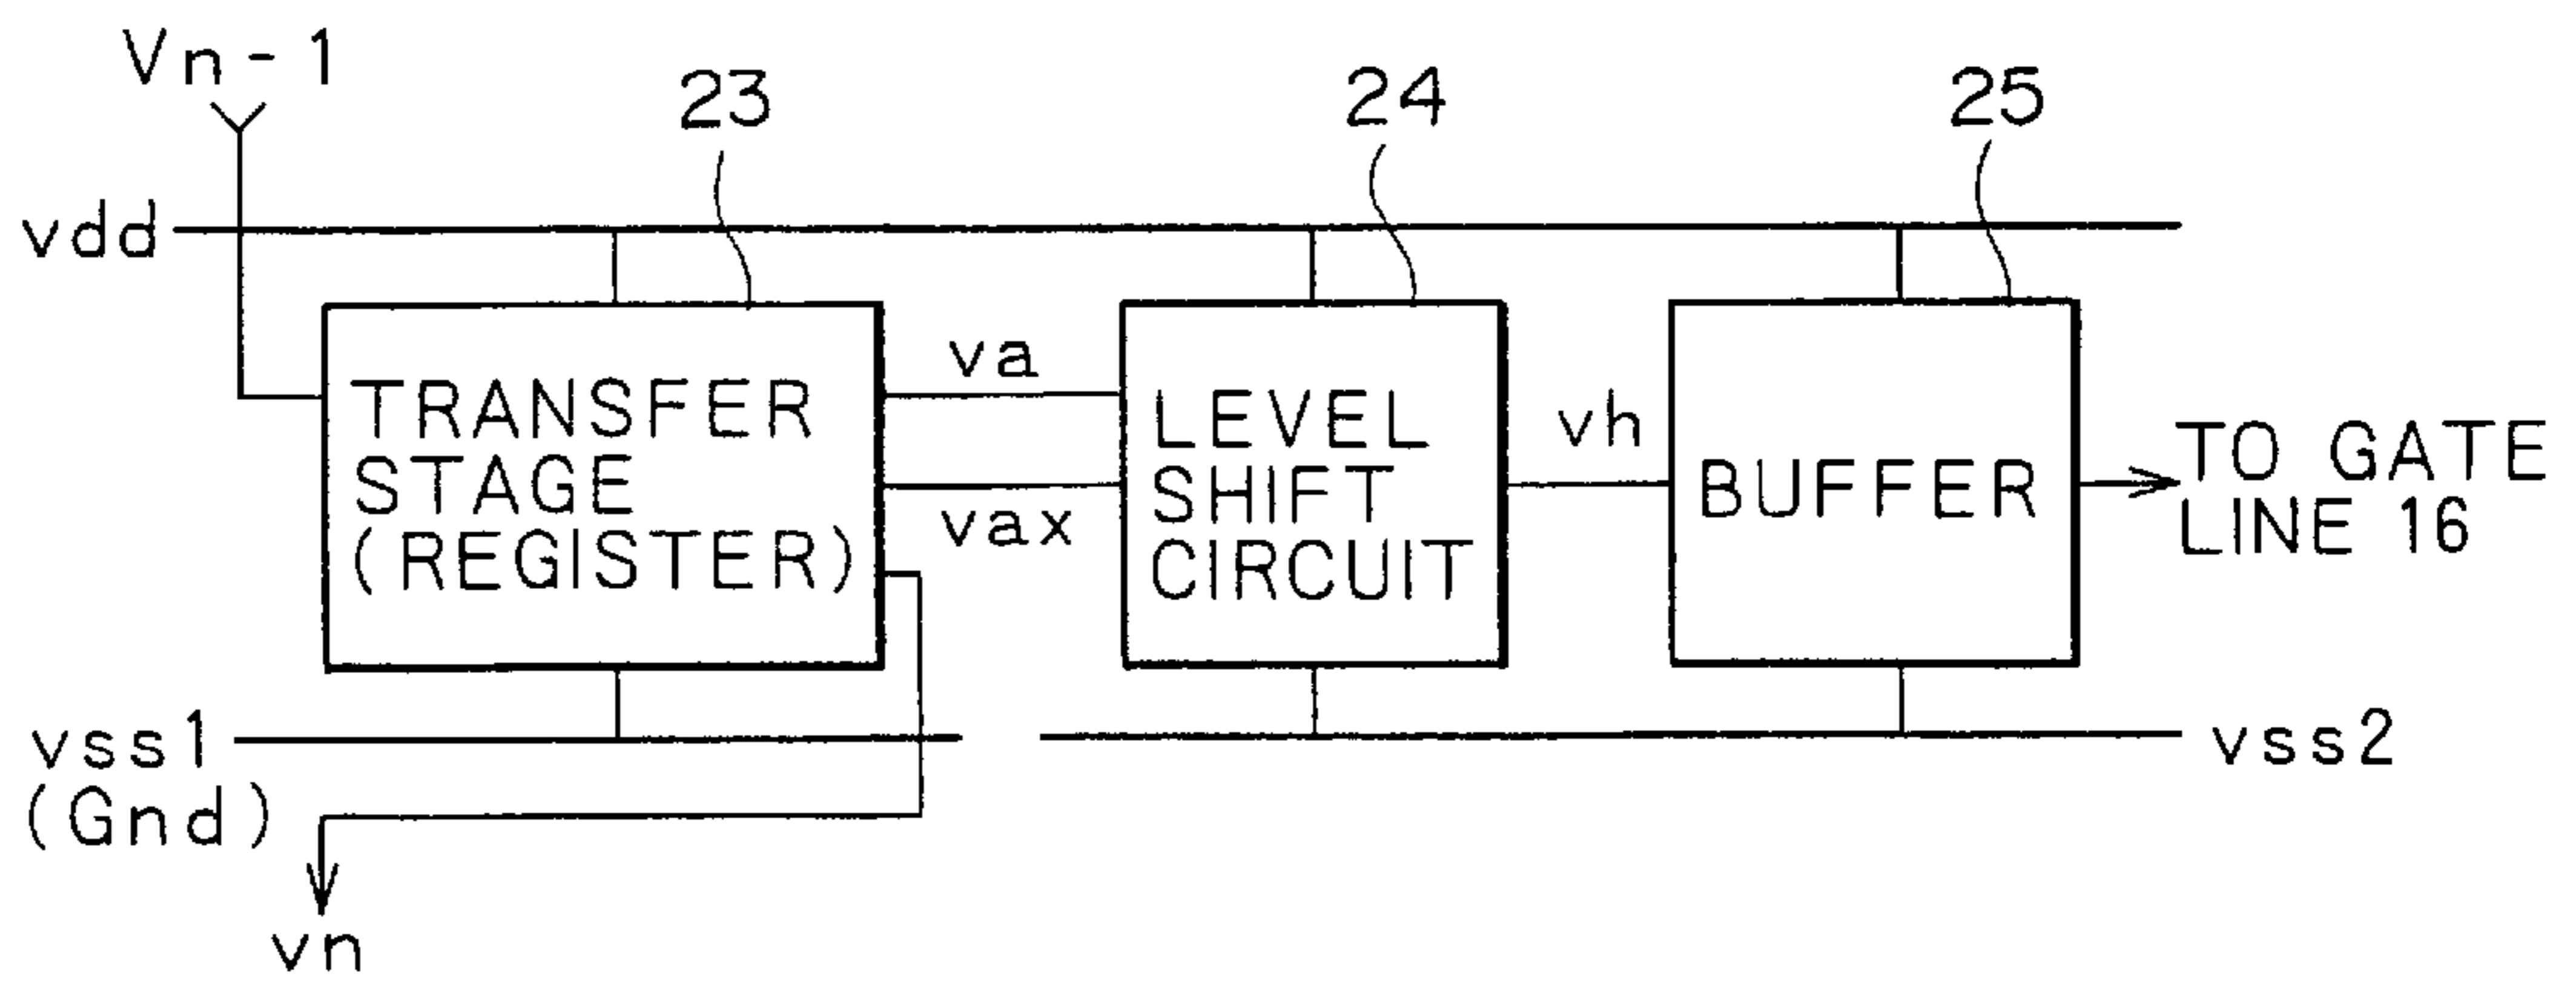 Vn-1
23
24
25
vdd
va
vax
vh
TRANSFER
STAGE
(REGISTER)
LEVEL
SHIFT
CIRCUIT
BUFFER
TO GATE
LINE 16
vss1
(Gnd)
vss2
vn